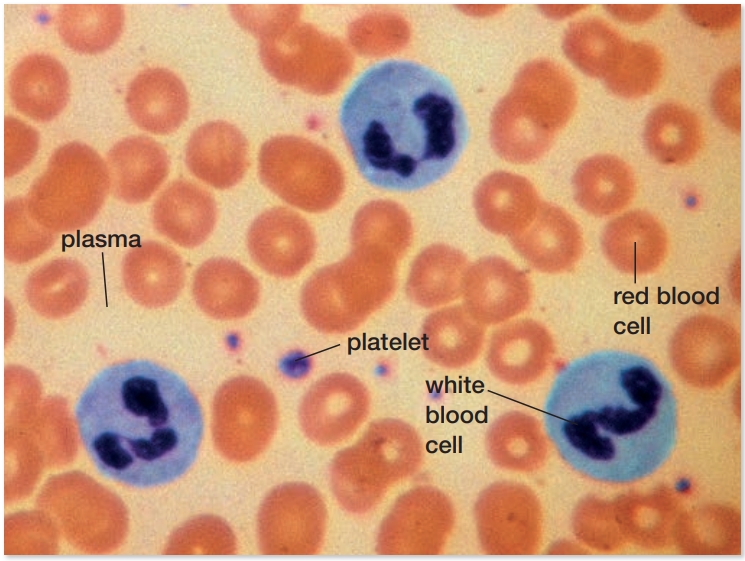 plasma
platelet
red blood
cell
white
blood
cell